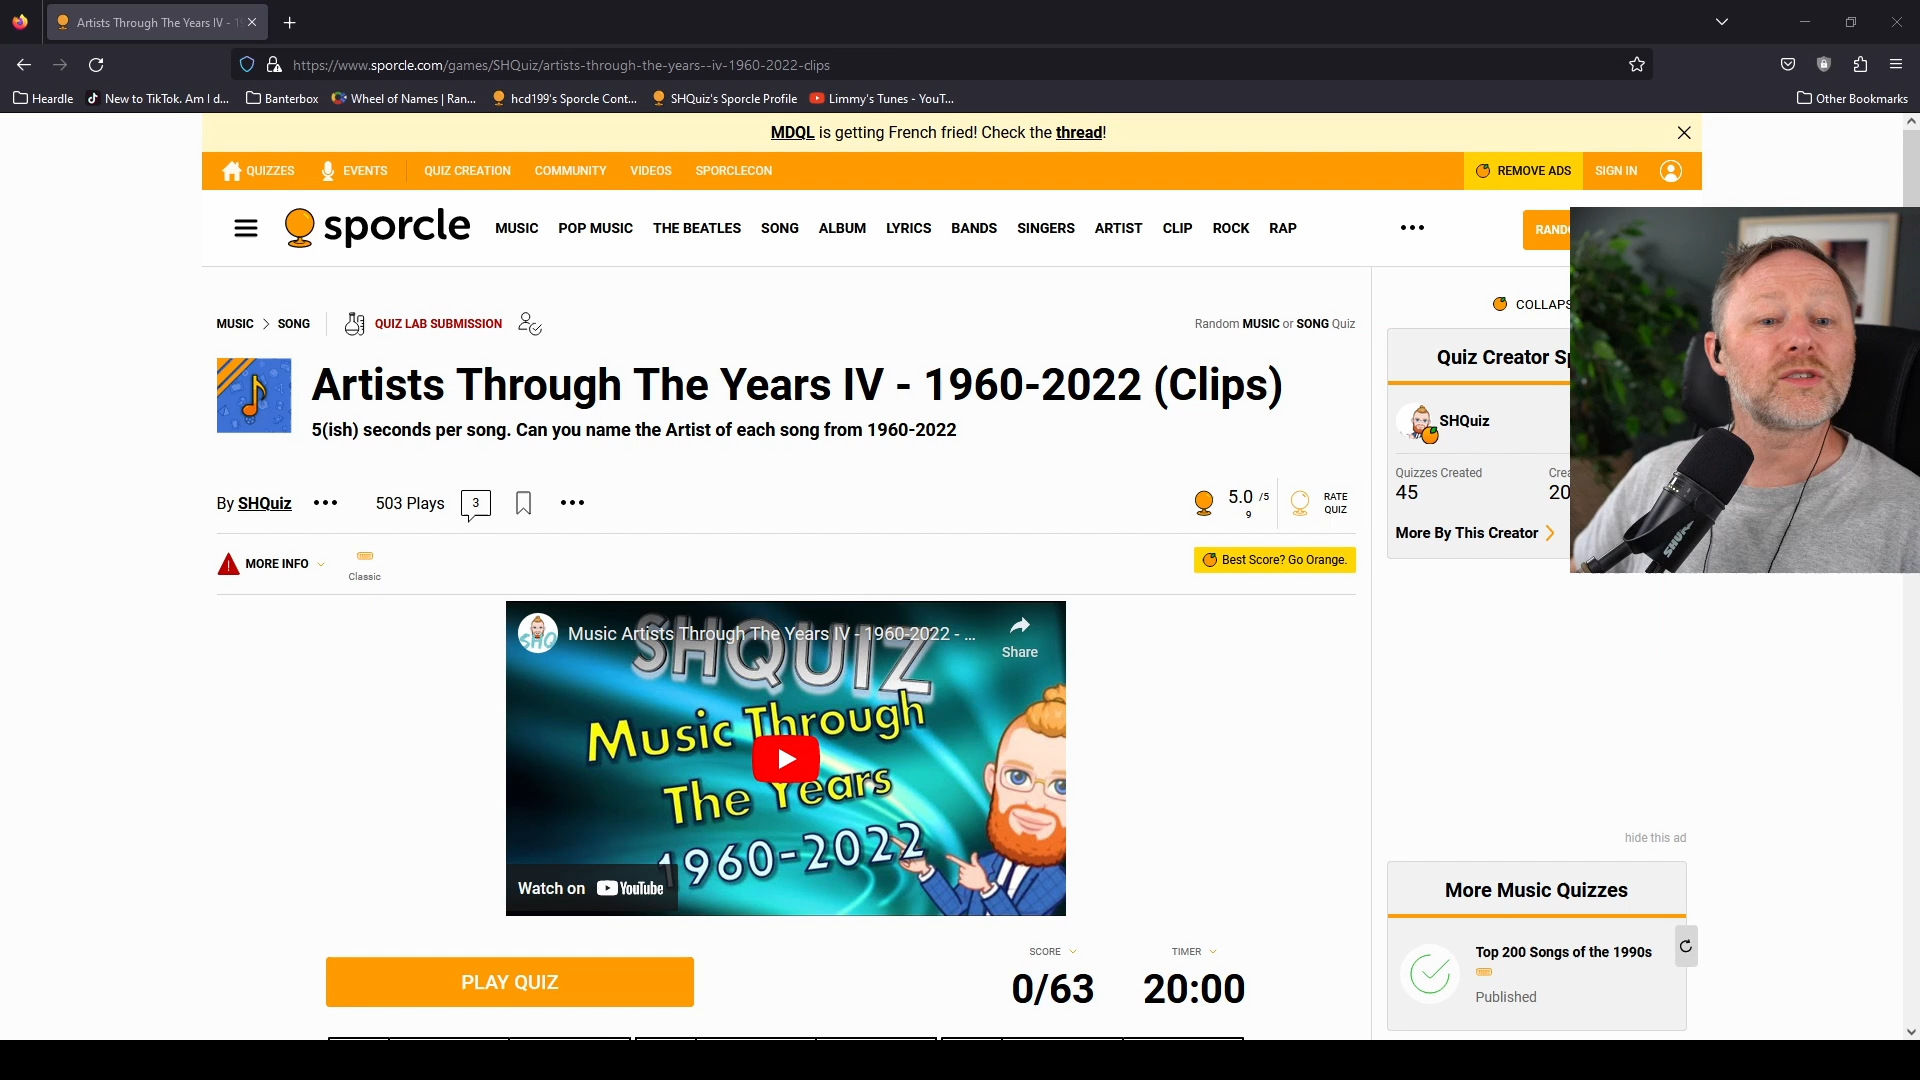 Artists Through The Years IV - 1
https://www.sporcle.com/games/SHQuiz/artists-through-the-years--iv-1960-2022-clips
Heardle
New to TikTok. Am I d...
Banterbox
Wheel of Names | Ran...
hcd199's Sporcle Cont...
SHQuiz's Sporcle Profile
Limmy's Tunes - YouT...
Other Bookmarks
MDQL is getting French fried! Check the thread!
QUIZZES
EVENTS
QUIZ CREATION
COMMUNITY
VIDEOS
SPORCLECON
REMOVE ADS
SIGN IN
sporcle
MUSIC
POP MUSIC
THE BEATLES
SONG
ALBUM
LYRICS
BANDS
SINGERS
ARTIST
CLIP
ROCK
RAP
RANDO
MUSIC > SONG
QUIZ LAB SUBMISSION
Random MUSIC or SONG Quiz
COLLAPS
Artists Through The Years IV - 1960-2022 (Clips)
5(ish) seconds per song. Can you name the Artist of each song from 1960-2022
Quiz Creator Sp
SHQuiz
Quizzes Created
Crea
45
20
More By This Creator
By SHQuiz
503 Plays
3
5.0 /5
9
RATE
QUIZ
MORE INFO
Classic
Best Score? Go Orange.
SHQ
Music Artists Through The Years IV - 1960-2022 - ...
Share
SHQUIZ
Music Through
The Years
1960-2022
Watch on YouTube
SHURE
hide this ad
More Music Quizzes
Top 200 Songs of the 1990s
Published
PLAY QUIZ
SCORE
0/63
TIMER
20:00